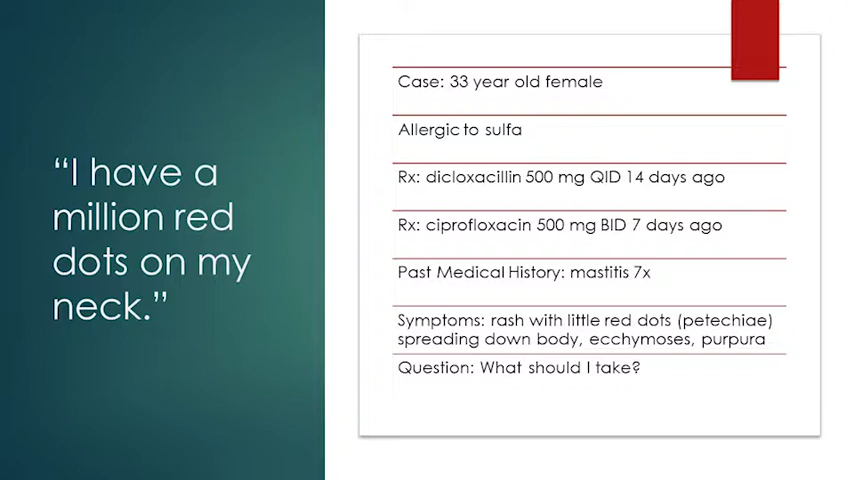 “I have a
million red
dots on my
neck.”
Case: 33 year old female
Allergic to sulfa
Rx: dicloxacillin 500 mg QID 14 days ago
Rx: ciprofloxacin 500 mg BID 7 days ago
Past Medical History: mastitis 7x
Symptoms: rash with little red dots (petechiae)
spreading down body, ecchymoses, purpura
Question: What should I take?